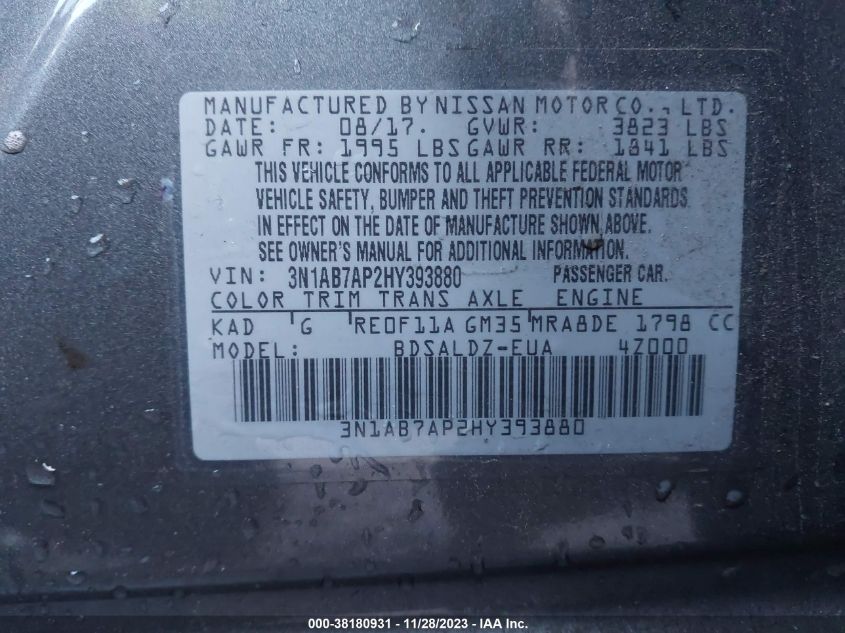 MANUFACTURED BY NISSAN MOTOR CO., LTD.
DATE: 08/17. GVWR: 3823 LBS
GAWR FR: 1995 LBS GAWR RR: 1841 LBS
THIS VEHICLE CONFORMS TO ALL APPLICABLE FEDERAL MOTOR
VEHICLE SAFETY, BUMPER AND THEFT PREVENTION STANDARDS
IN EFFECT ON THE DATE OF MANUFACTURE SHOWN ABOVE.
SEE OWNER'S MANUAL FOR ADDITIONAL INFORMATION.
VIN: 3N1AB7AP2HY393880 PASSENGER CAR.
COLOR TRIM TRANS AXLE ENGINE
KAD G RE0F11A GM35 MRA8DE 1798 CC
MODEL: BDSALDZ-EUA 4Z000
3N1AB7AP2HY393880
000-38180931 - 11/28/2023 - IAA Inc.